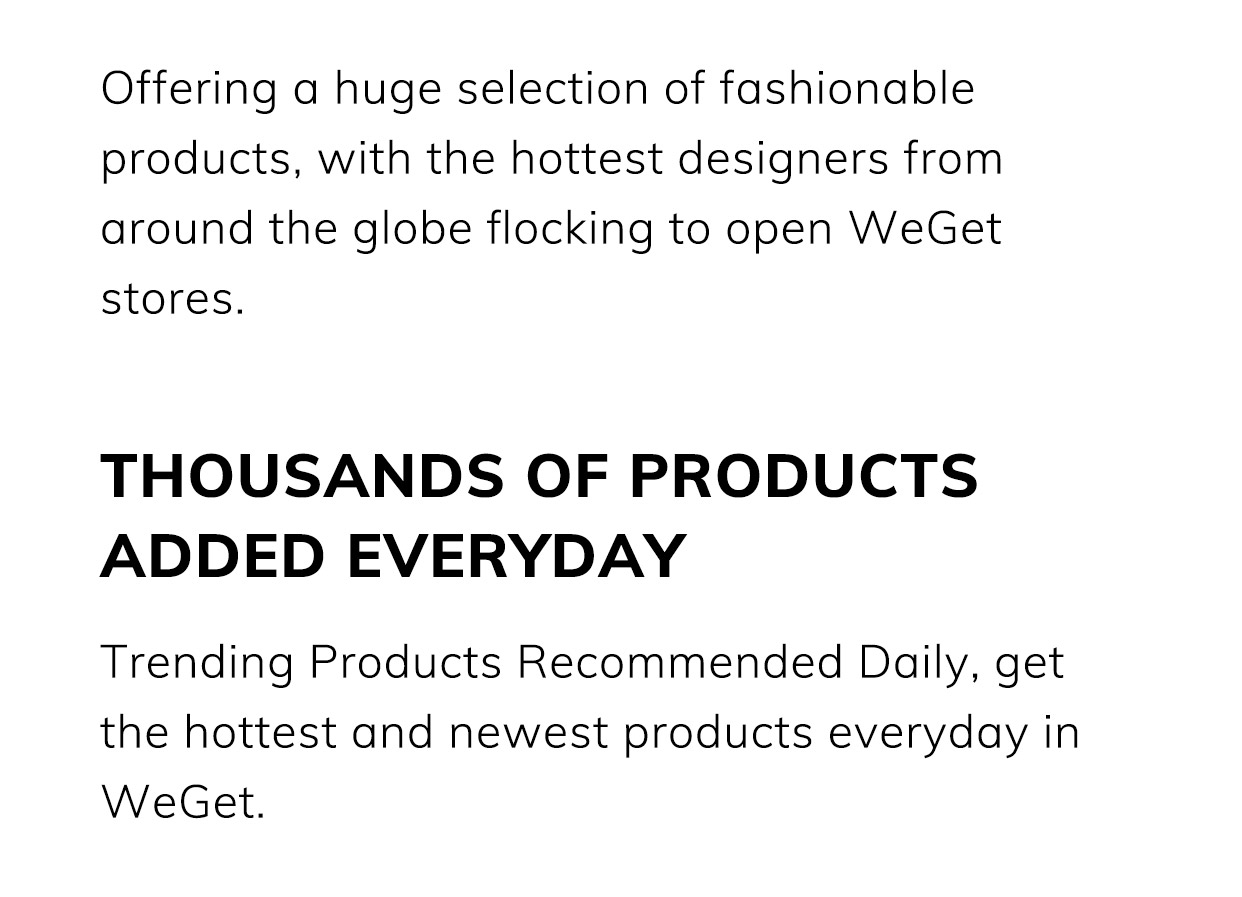 Offering a huge selection of fashionable
products, with the hottest designers from
around the globe flocking to open WeGet
stores.
THOUSANDS OF PRODUCTS
ADDED EVERYDAY
Trending Products Recommended Daily, get
the hottest and newest products everyday in
WeGet.